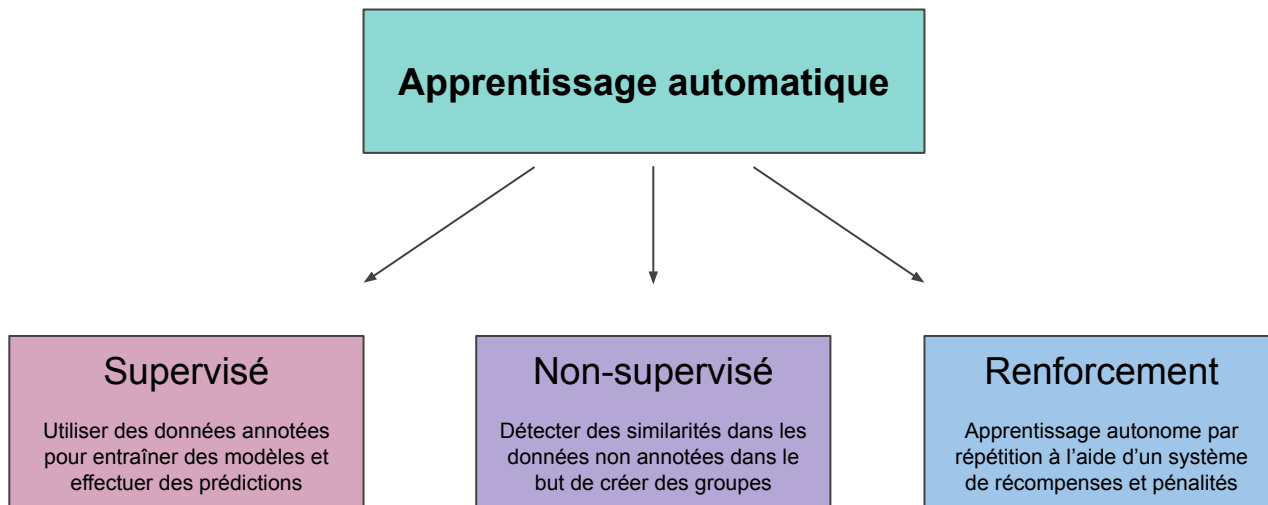 Apprentissage automatique
Supervisé
Utiliser des données annotées
pour entraîner des modèles et
effectuer des prédictions
Non-supervisé
Détecter des similarités dans les
données non annotées dans le
but de créer des groupes
Renforcement
Apprentissage autonome par
répétition à l’aide d’un système
de récompenses et pénalités